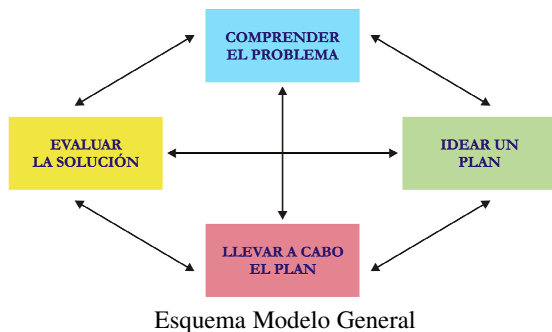 COMPRENDER
EL PROBLEMA
EVALUAR
LA SOLUCIÓN
IDEAR UN
PLAN
LLEVAR A CABO
EL PLAN
Esquema Modelo General